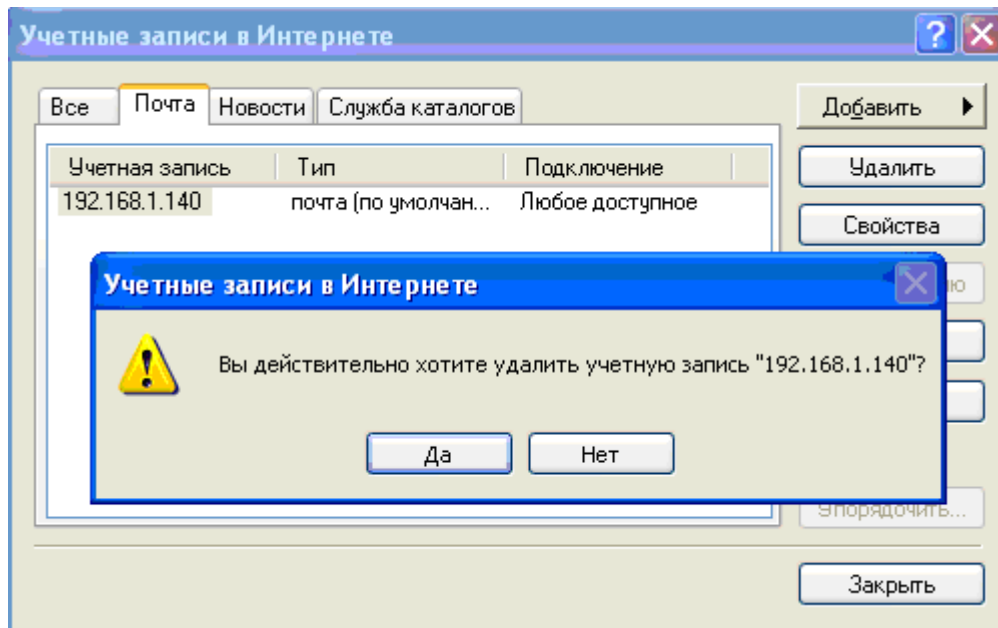 Учетные записи в Интернете
Все Почта Новости Служба каталогов
Добавить
Учетная запись Тип Подключение
Удалить
192.168.1.140 почта (по умолчан... Любое доступное
Свойства
Учетные записи в Интернете
ю
Вы действительно хотите удалить учетную запись "192.168.1.140"?
Да Нет
Упорядочить...
Закрыть